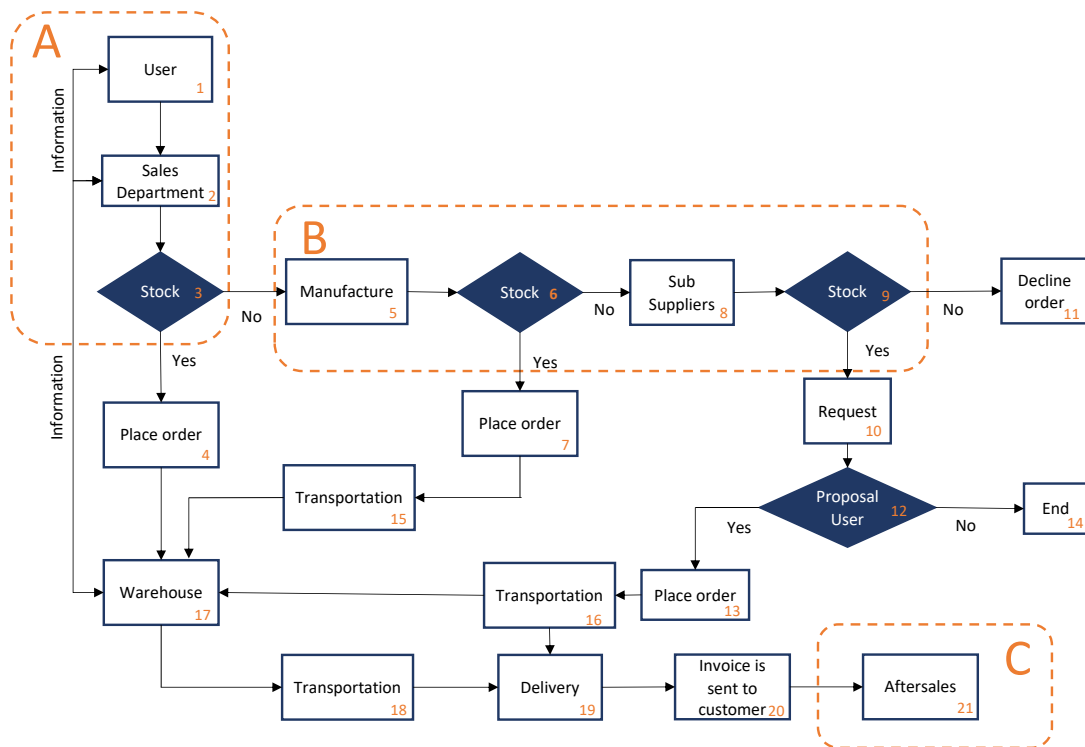 A
User
1
Information
Sales
Department
2
B
Stock
3
No
Manufacture
5
Stock
6
No
Sub
Suppliers
8
Stock
9
No
Decline
order
11
Yes
Yes
Yes
Information
Place order
4
Place order
7
Request
10
Transportation
15
Proposal
User
12
Yes
No
End
14
Warehouse
17
Transportation
16
Place order
13
Transportation
18
Delivery
19
Invoice is
sent to
customer
20
C
Aftersales
21